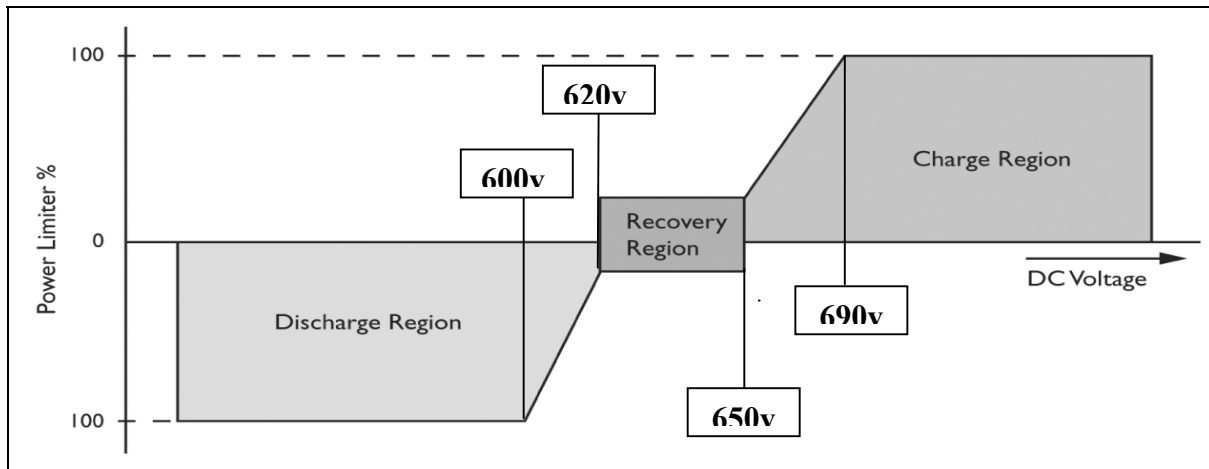 100
620v
600v
Charge Region
Power Limiter %
Recovery
Region
0
DC Voltage
690v
Discharge Region
650v
100